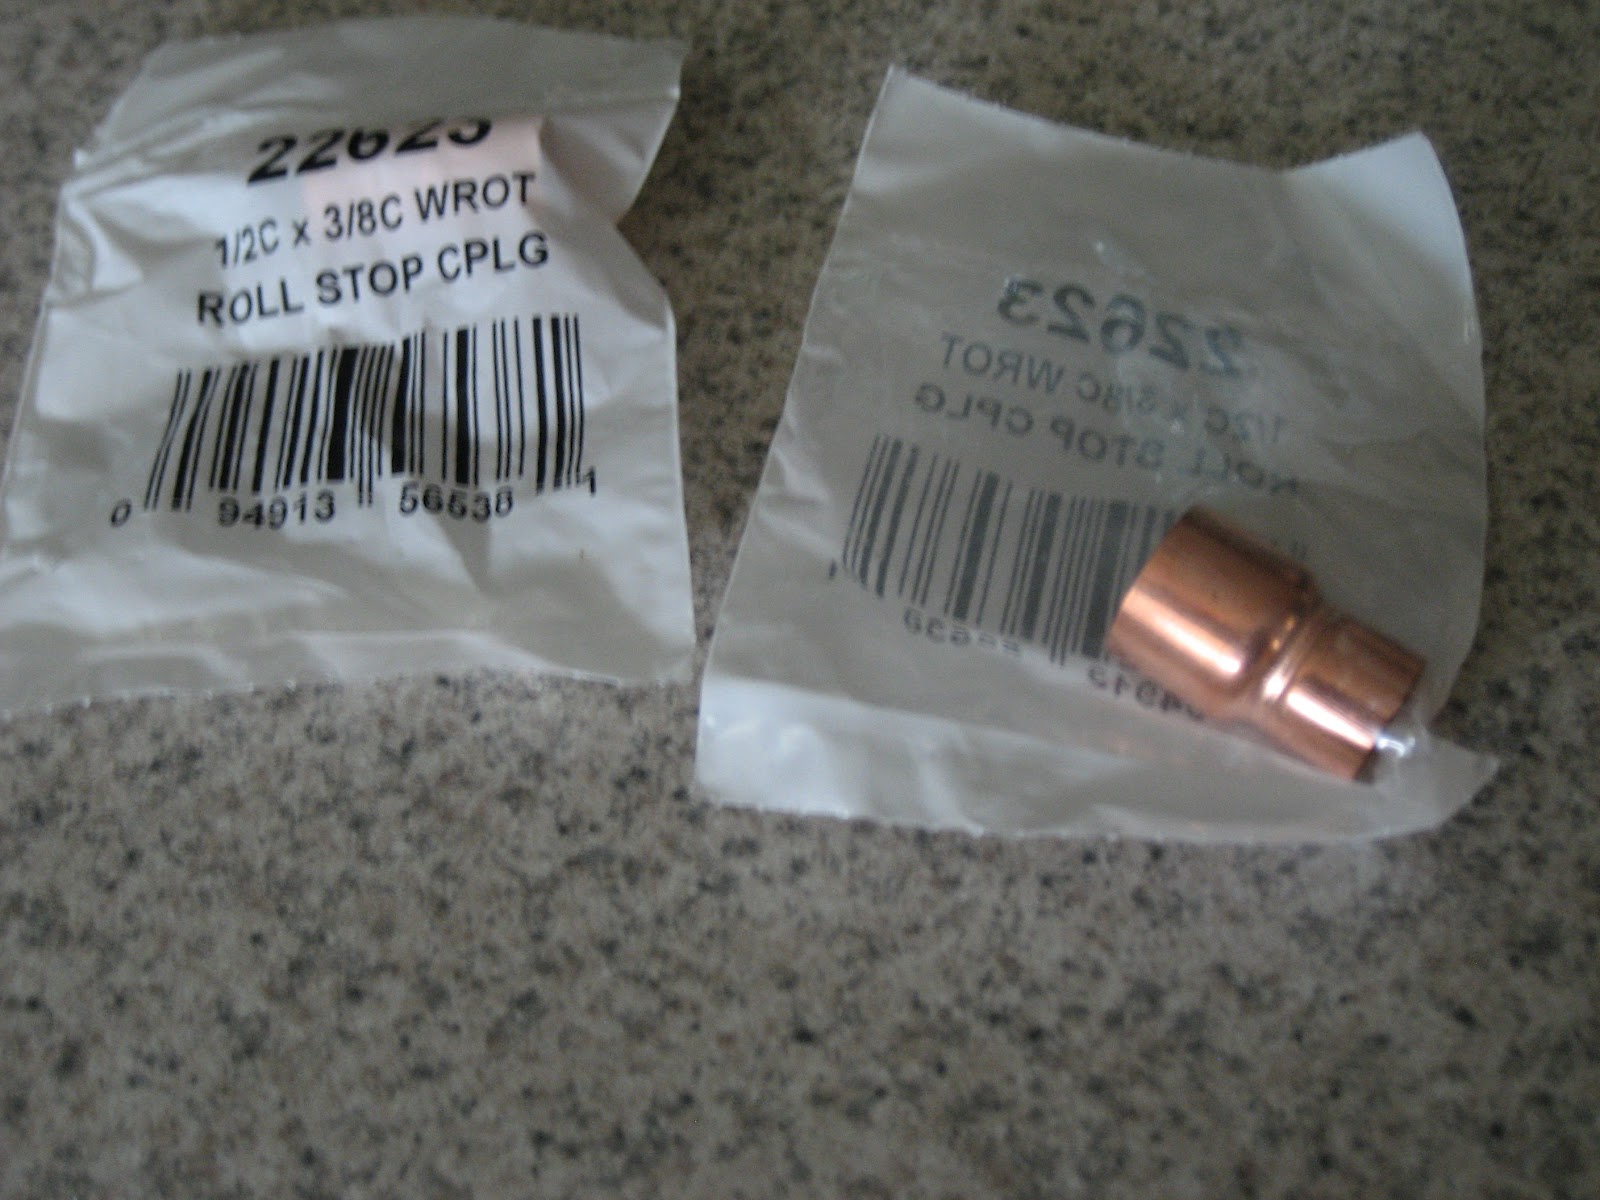 22623
1/2C x 3/8C WROT
ROLL STOP CPLG
0 94913 56538 1
22623
1/2C x 3/8C WROT
ROLL STOP CPLG
1